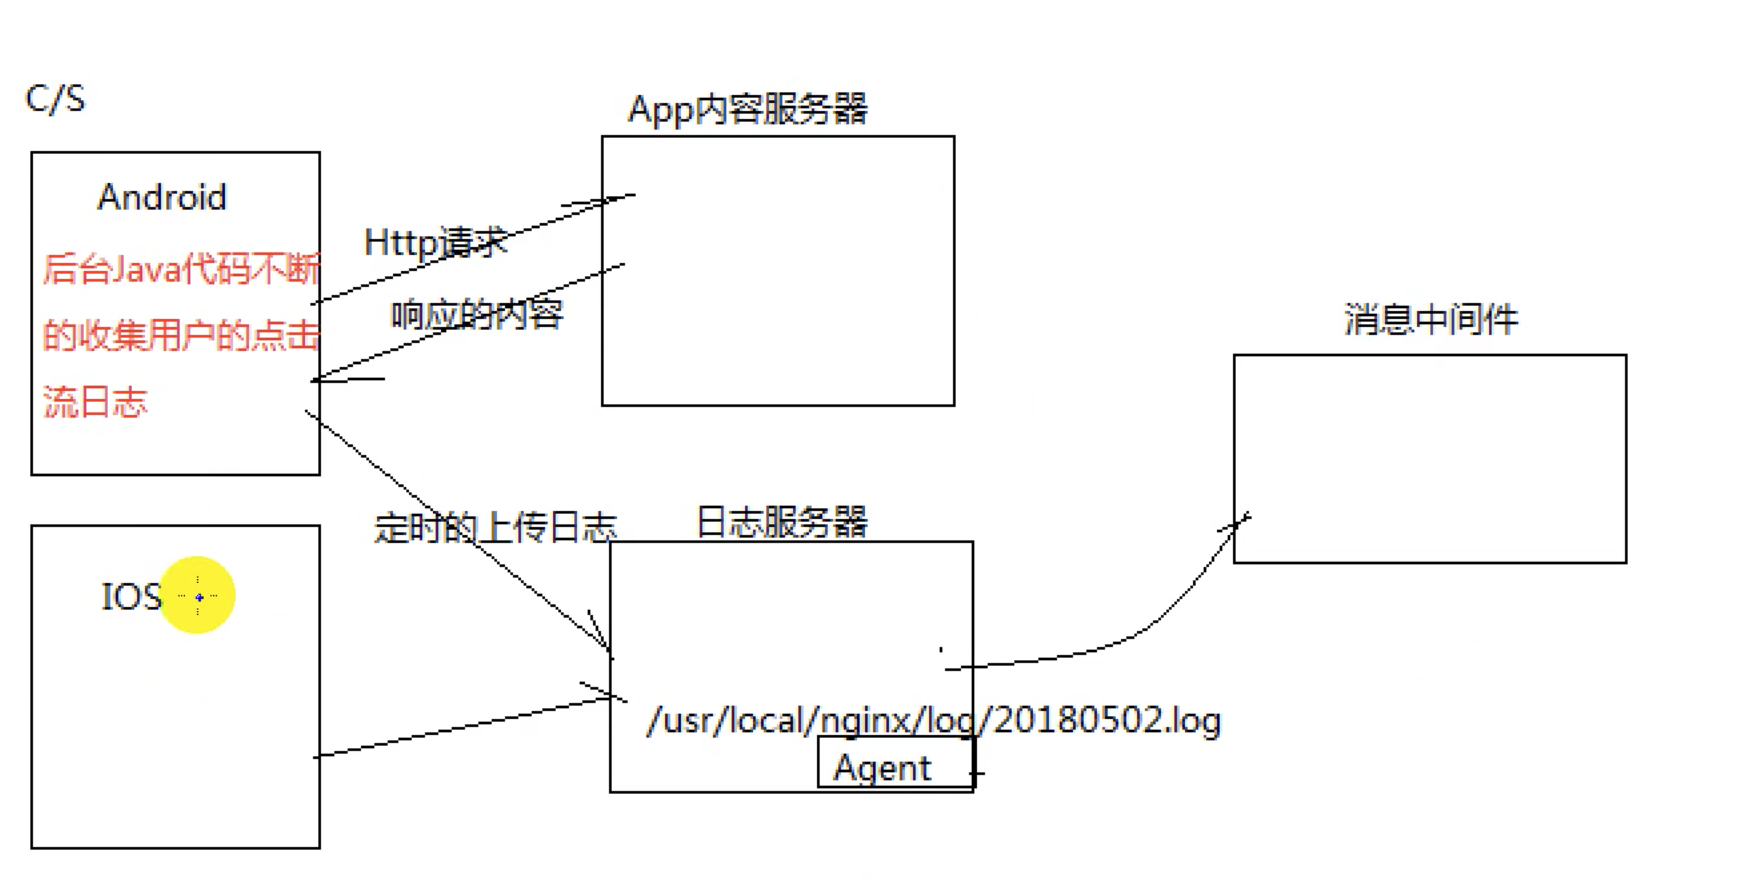 C/S
App内容服务器
Android
后台Java代码不断
的收集用户的点击
流日志
Http请求
响应的内容
消息中间件
定时的上传日志
日志服务器
IOS
/usr/local/nginx/log/20180502.log
Agent